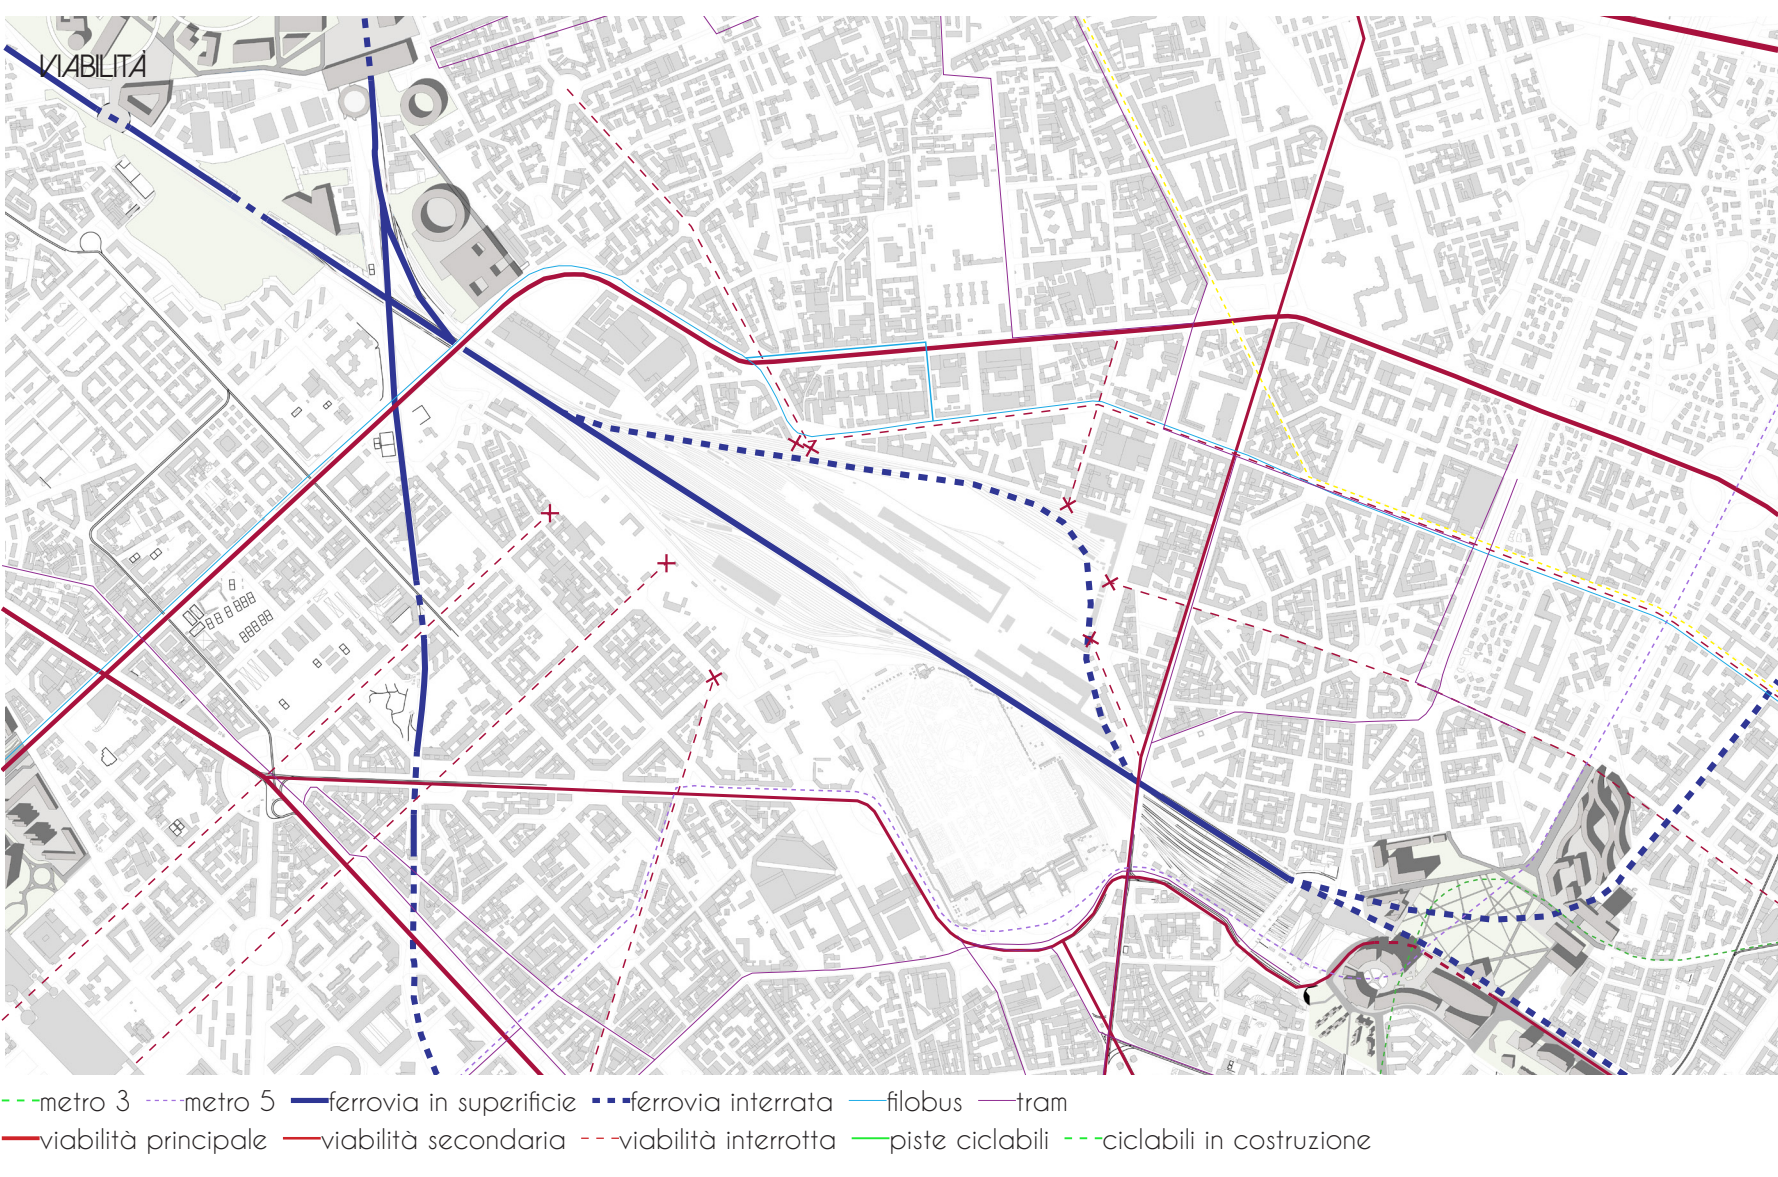 VIABILITÀ
metro 3 metro 5 ferrovia in superificie ferrovia interrata filobus tram
viabilità principale viabilità secondaria viabilità interrotta piste ciclabili ciclabili in costruzione